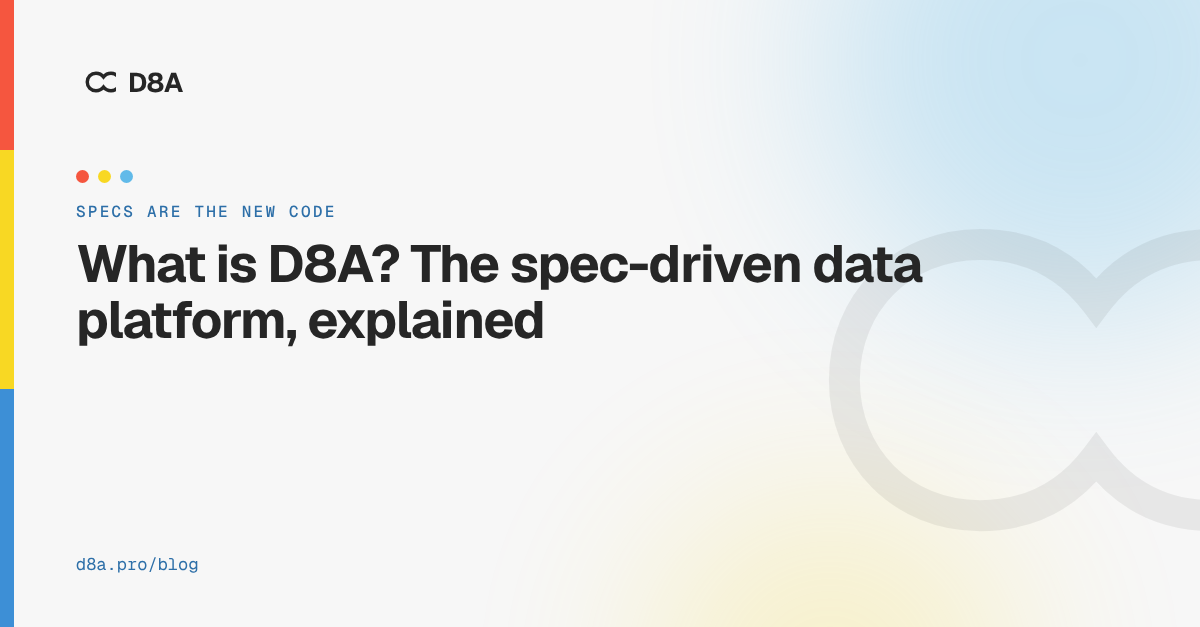 D8A
SPECS ARE THE NEW CODE
What is D8A? The spec-driven data
platform, explained
d8a.pro/blog